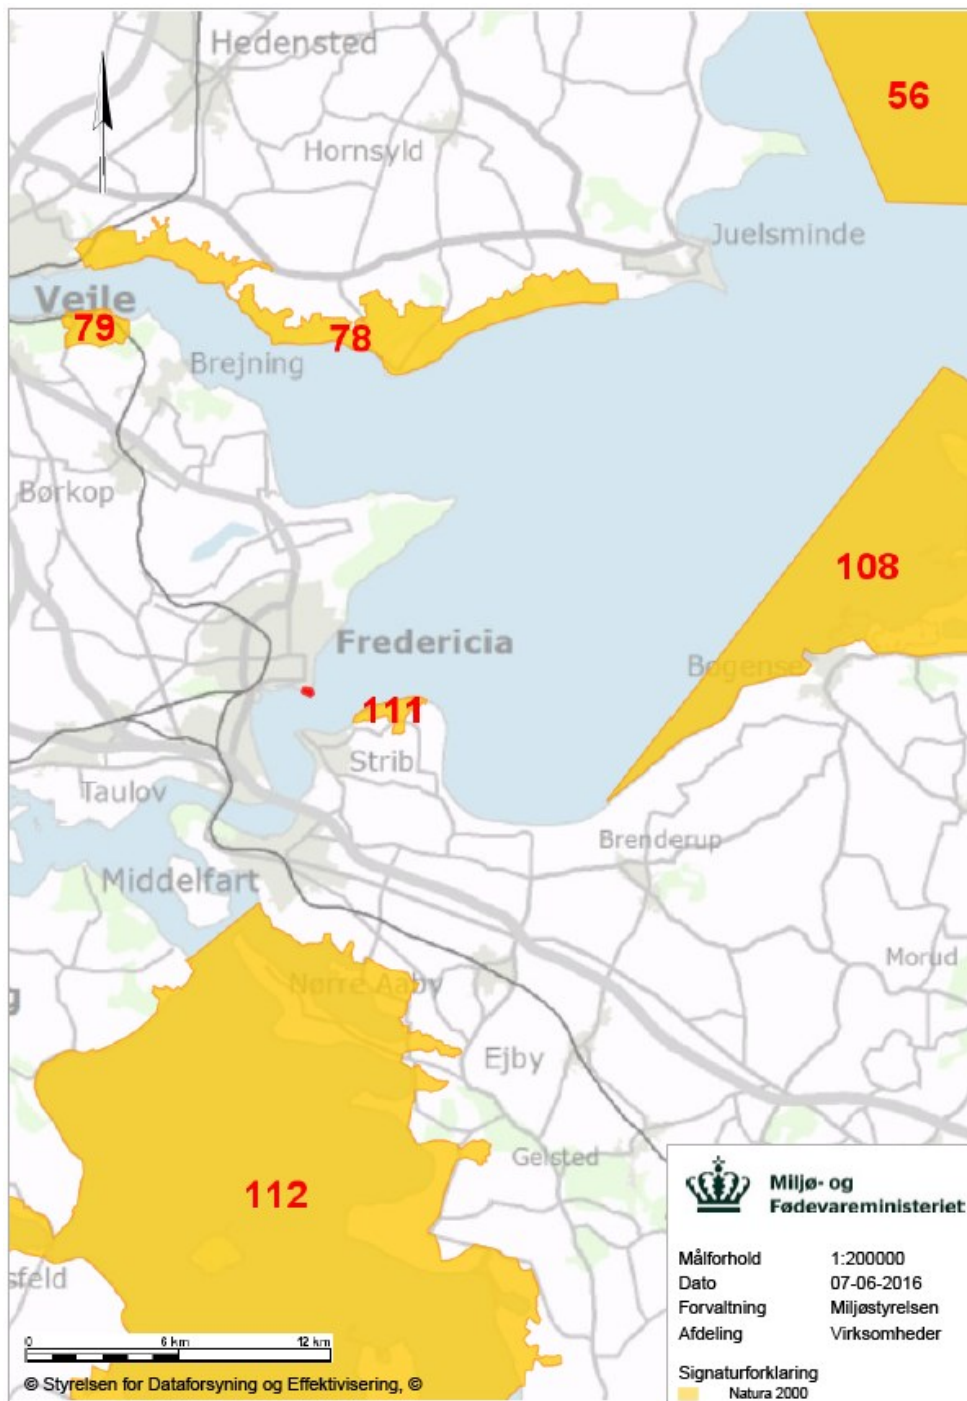 Hedensted
56
Hornsyld
Juelsminde
Vejle
79
78
Brejning
Børkop
108
Fredericia
Bogense
111
Strib
Taulov
Brenderup
Middelfart
Morud
Nørre Aaby
g
Ejby
Gelsted
112
sfeld
Miljø- og
Fødevareministeriet
Målforhold 1:200000
Dato 07-06-2016
Forvaltning Miljøstyrelsen
Afdeling Virksomheder
Signaturforklaring
Natura 2000
0 6 km 12 km
© Styrelsen for Dataforsyning og Effektivisering, ©